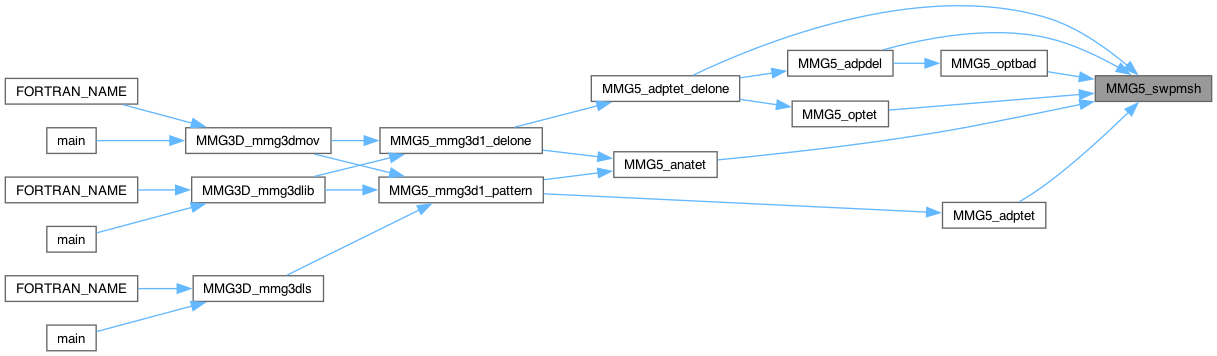 FORTRAN_NAME
main
FORTRAN_NAME
main
FORTRAN_NAME
main
MMG3D_mmg3dmov
MMG3D_mmg3dlib
MMG3D_mmg3dls
MMG5_mmg3d1_delone
MMG5_mmg3d1_pattern
MMG5_adptet_delone
MMG5_anatet
MMG5_adpdel
MMG5_optet
MMG5_optbad
MMG5_adptet
MMG5_swpmsh